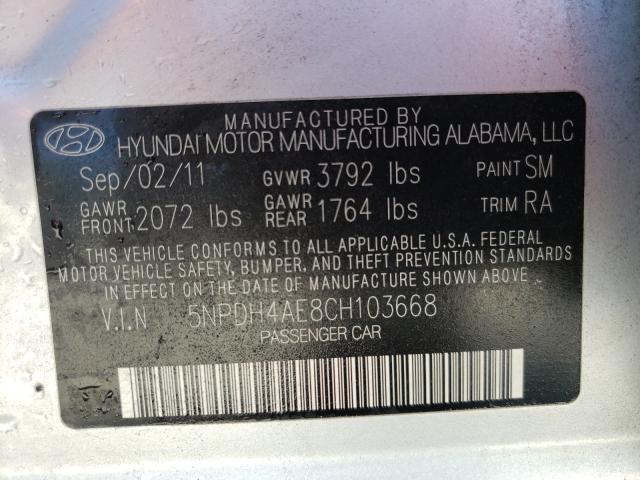 MANUFACTURED BY
HYUNDAI MOTOR MANUFACTURING ALABAMA, LLC
Sep/02/11 GVWR 3792 lbs PAINT SM
GAWR FRONT 2072 lbs GAWR REAR 1764 lbs TRIM RA
THIS VEHICLE CONFORMS TO ALL APPLICABLE U.S.A. FEDERAL
MOTOR VEHICLE SAFETY, BUMPER, AND THEFT PREVENTION STANDARDS
IN EFFECT ON THE DATE OF MANUFACTURE SHOWN ABOVE.
V.I.N 5NPDH4AE8CH103668
PASSENGER CAR